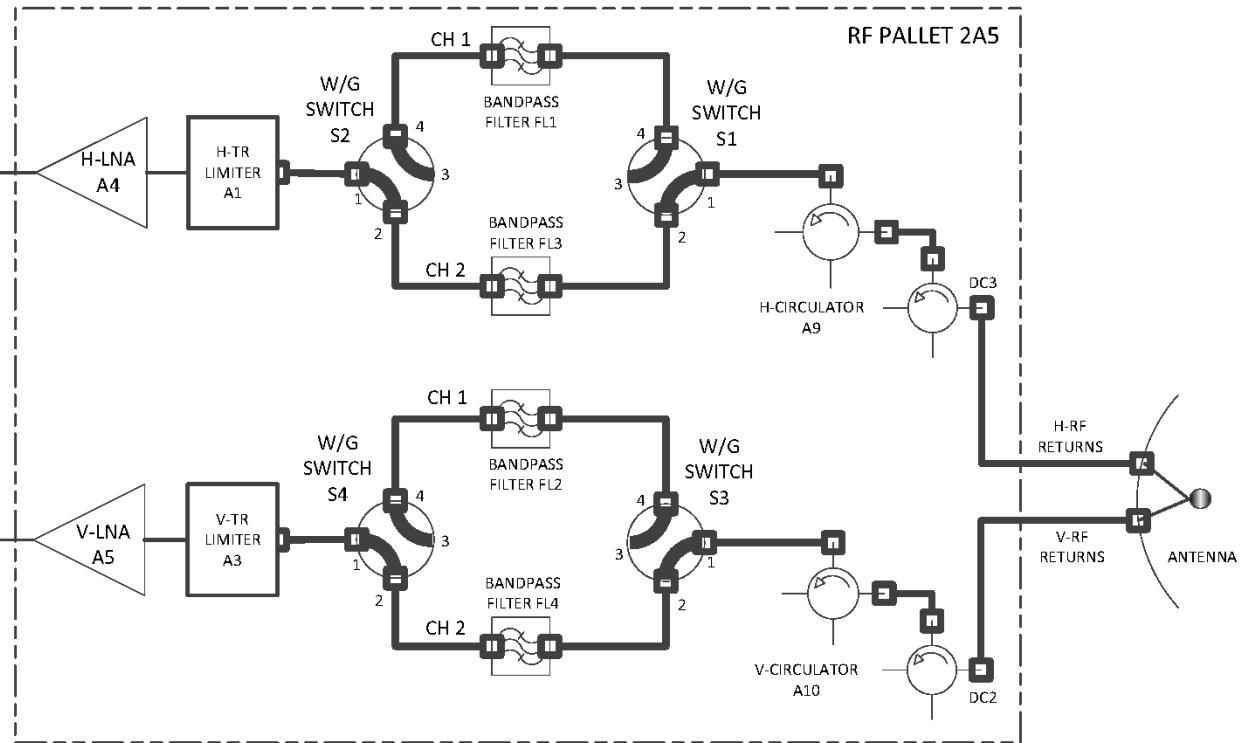 RF PALLET 2A5
CH 1
BANDPASS
FILTER FL1
W/G
SWITCH
S2
W/G
SWITCH
S1
4
3
1
2
4
3
1
2
H-LNA
A4
H-TR
LIMITER
A1
BANDPASS
FILTER FL3
CH 2
H-CIRCULATOR
A9
DC3
CH 1
BANDPASS
FILTER FL2
W/G
SWITCH
S4
W/G
SWITCH
S3
4
3
1
2
4
3
1
2
V-LNA
A5
V-TR
LIMITER
A3
BANDPASS
FILTER FL4
CH 2
V-CIRCULATOR
A10
DC2
H-RF
RETURNS
V-RF
RETURNS
ANTENNA